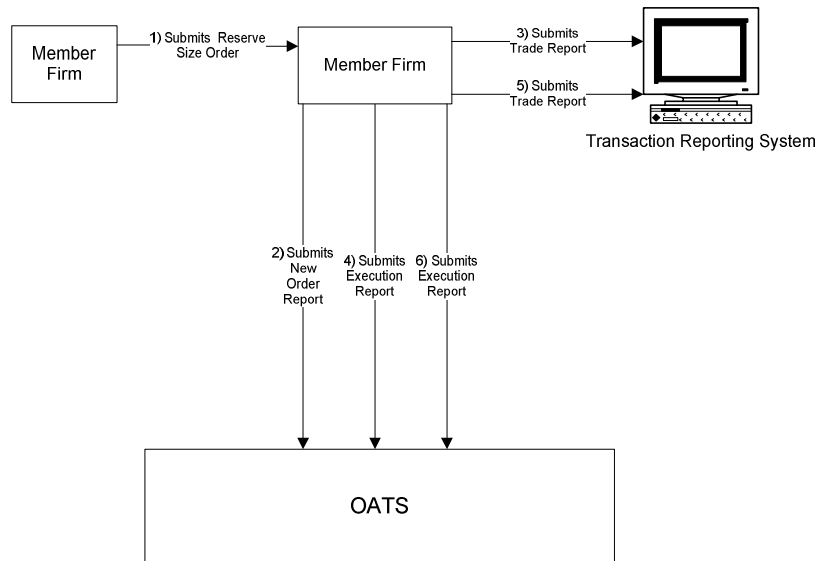 Member
Firm
1) Submits Reserve
Size Order
Member Firm
3) Submits
Trade Report
5) Submits
Trade Report
Transaction Reporting System
2) Submits
New
Order
Report
4) Submits
Execution
Report
6) Submits
Execution
Report
OATS